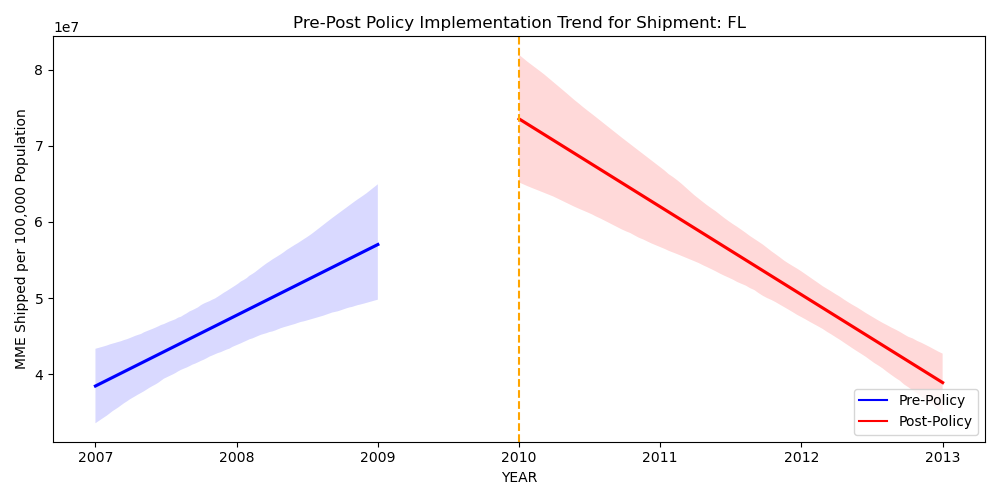 Pre-Post Policy Implementation Trend for Shipment: FL
1e7
8
7
6
5
4
MME Shipped per 100,000 Population
2007 2008 2009 2010 2011 2012 2013
YEAR
Pre-Policy
Post-Policy